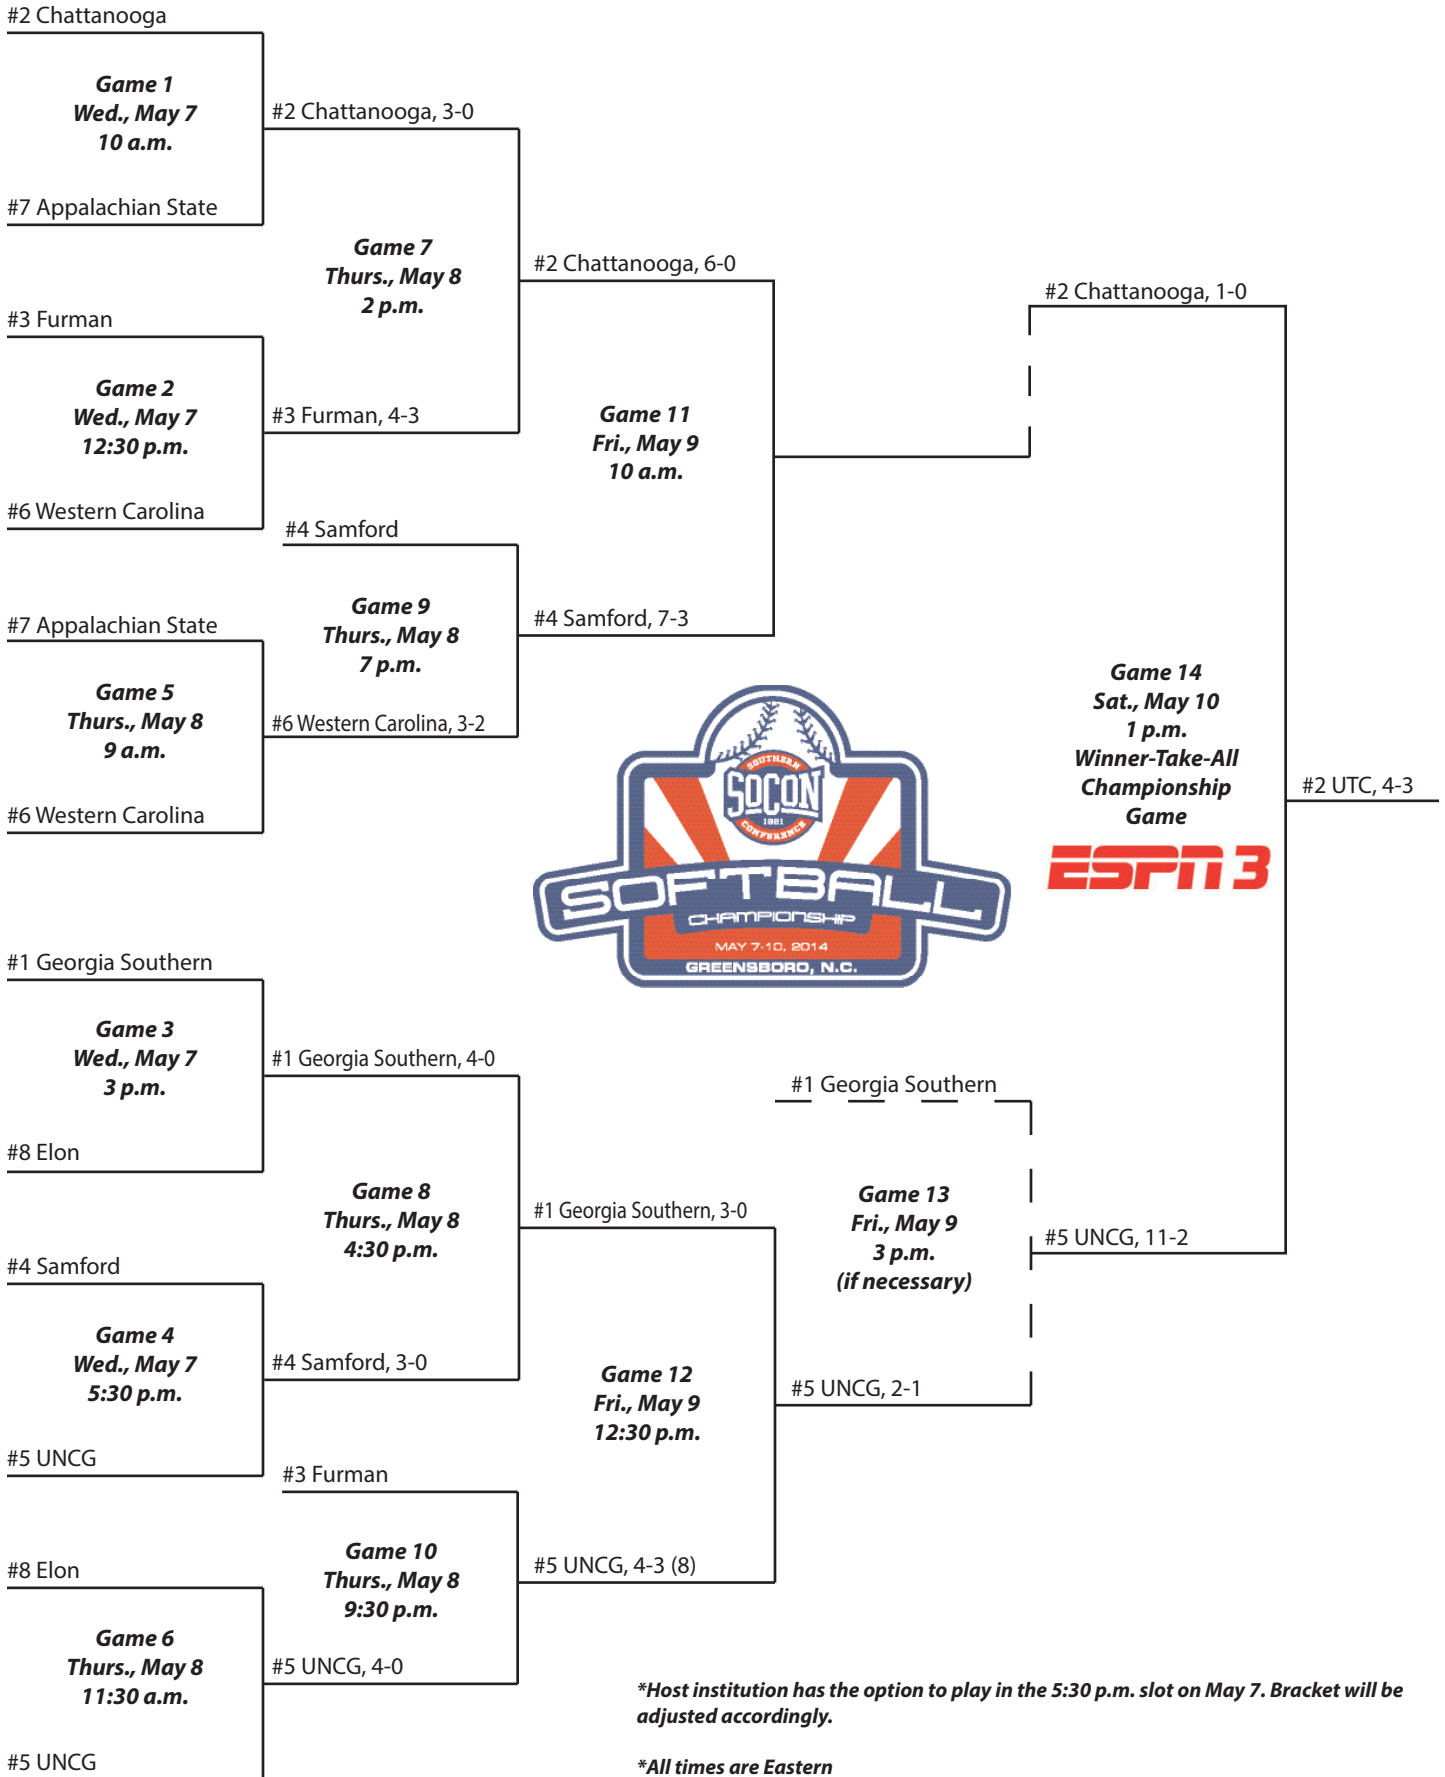 #2 Chattanooga
Game 1
Wed., May 7
10 a.m.
#2 Chattanooga, 3-0
#7 Appalachian State
Game 7
Thurs., May 8
2 p.m.
#2 Chattanooga, 6-0
#2 Chattanooga, 1-0
#3 Furman
Game 2
Wed., May 7
12:30 p.m.
#3 Furman, 4-3
Game 11
Fri., May 9
10 a.m.
#6 Western Carolina
#4 Samford
#7 Appalachian State
Game 9
Thurs., May 8
7 p.m.
#4 Samford, 7-3
Game 5
Thurs., May 8
9 a.m.
#6 Western Carolina, 3-2
#6 Western Carolina
Game 14
Sat., May 10
1 p.m.
Winner-Take-All
Championship
Game
#2 UTC, 4-3
ESPN 3
SOUTHERN
SOCON
1921
CONFERENCE
SOFTBALL
CHAMPIONSHIP
MAY 7-10, 2014
GREENSBORO, N.C.
#1 Georgia Southern
Game 3
Wed., May 7
3 p.m.
#1 Georgia Southern, 4-0
#1 Georgia Southern
#8 Elon
Game 8
Thurs., May 8
4:30 p.m.
#1 Georgia Southern, 3-0
Game 13
Fri., May 9
3 p.m.
(if necessary)
#5 UNCG, 11-2
#4 Samford
Game 4
Wed., May 7
5:30 p.m.
#4 Samford, 3-0
Game 12
Fri., May 9
12:30 p.m.
#5 UNCG, 2-1
#5 UNCG
#3 Furman
#8 Elon
Game 10
Thurs., May 8
9:30 p.m.
#5 UNCG, 4-3 (8)
Game 6
Thurs., May 8
11:30 a.m.
#5 UNCG, 4-0
#5 UNCG
*Host institution has the option to play in the 5:30 p.m. slot on May 7. Bracket will be
adjusted accordingly.
*All times are Eastern